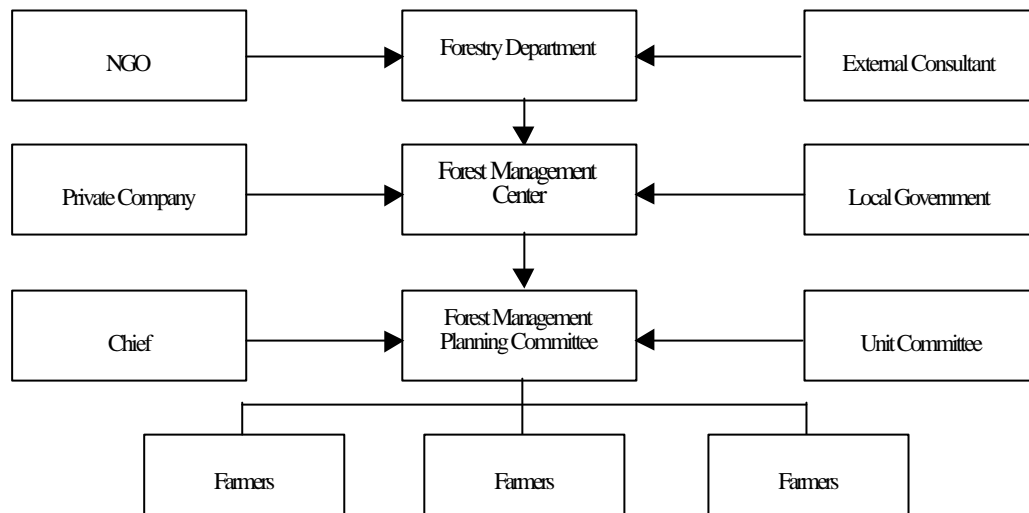 NGO
Forestry Department
External Consultant
Private Company
Forest Management
Center
Local Government
Chief
Forest Management
Planning Committee
Unit Committee
Farmers
Farmers
Farmers